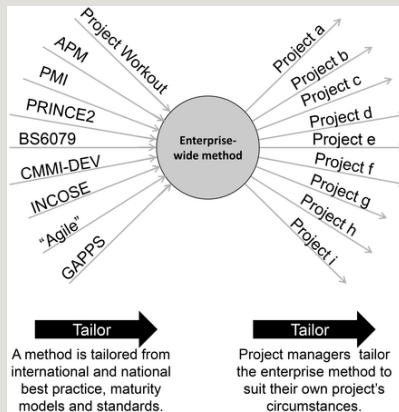 Project Workout
APM
PMI
PRINCE2
BS6079
CMMI-DEV
INCOSE
“Agile”
GAPPS
Enterprise-
wide method
Project a
Project b
Project c
Project d
Project e
Project f
Project g
Project h
Project i
Tailor
A method is tailored from
international and national
best practice, maturity
models and standards.
Tailor
Project managers tailor
the enterprise method to
suit their own project’s
circumstances.